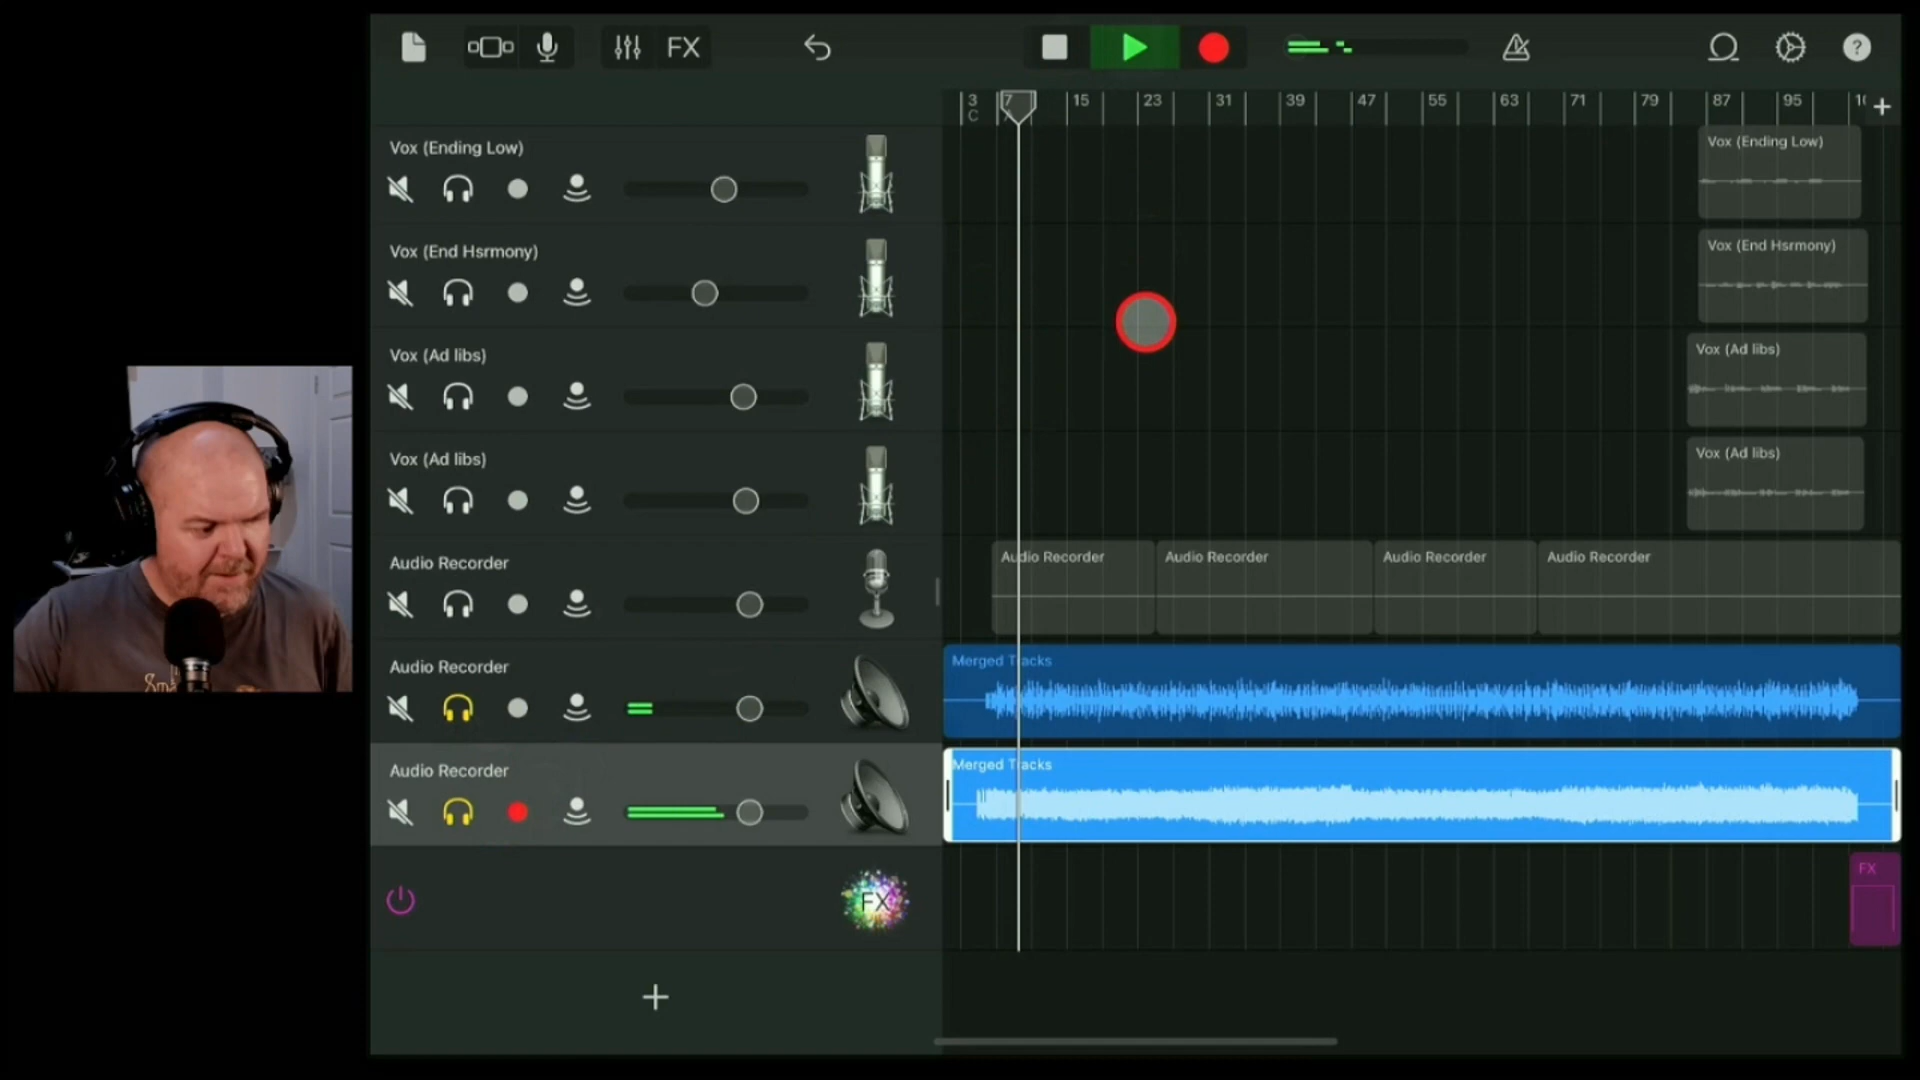 FX
3 7 15 23 31 39 47 55 63 71 79 87 95
C A
Vox (Ending Low)
Vox (Ending Low)
Vox (End Hsrmony)
Vox (End Hsrmony)
Vox (Ad libs)
Vox (Ad libs)
Vox (Ad libs)
Vox (Ad libs)
Audio Recorder
Audio Recorder Audio Recorder Audio Recorder Audio Recorder
Audio Recorder
Merged Tracks
Audio Recorder
Merged Tracks
FX
FX